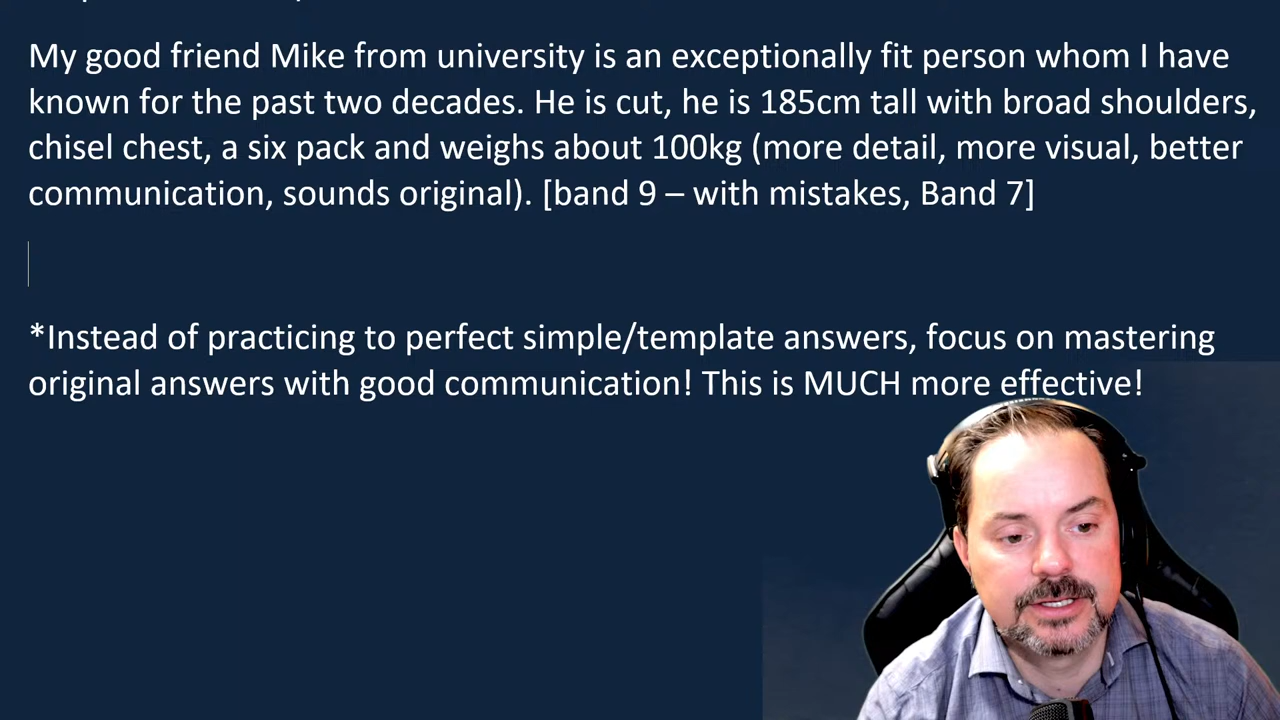 My good friend Mike from university is an exceptionally fit person whom I have
known for the past two decades. He is cut, he is 185cm tall with broad shoulders,
chisel chest, a six pack and weighs about 100kg (more detail, more visual, better
communication, sounds original). [band 9 – with mistakes, Band 7]
*Instead of practicing to perfect simple/template answers, focus on mastering
original answers with good communication! This is MUCH more effective!